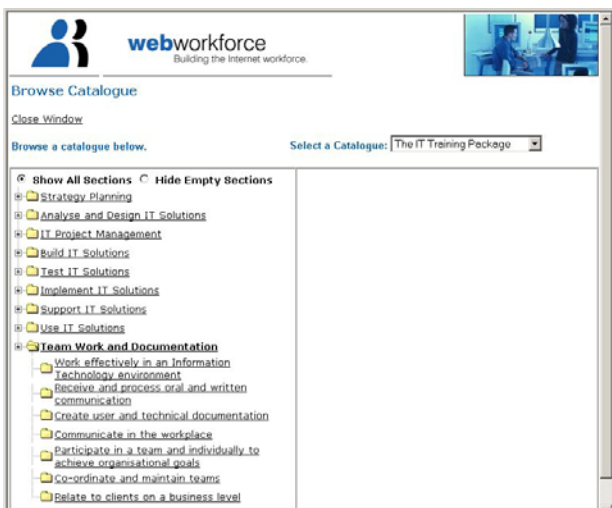 webworkforce
Building the Internet workforce.
Browse Catalogue
Close Window
Browse a catalogue below.
Select a Catalogue: The IT Training Package
Show All Sections Hide Empty Sections
Strategy Planning
Analyse and Design IT Solutions
IT Project Management
Build IT Solutions
Test IT Solutions
Implement IT Solutions
Support IT Solutions
Use IT Solutions
Team Work and Documentation
Work effectively in an Information
Technology environment
Receive and process oral and written
communication
Create user and technical documentation
Communicate in the workplace
Participate in a team and individually to
achieve organisational goals
Co-ordinate and maintain teams
Relate to clients on a business level